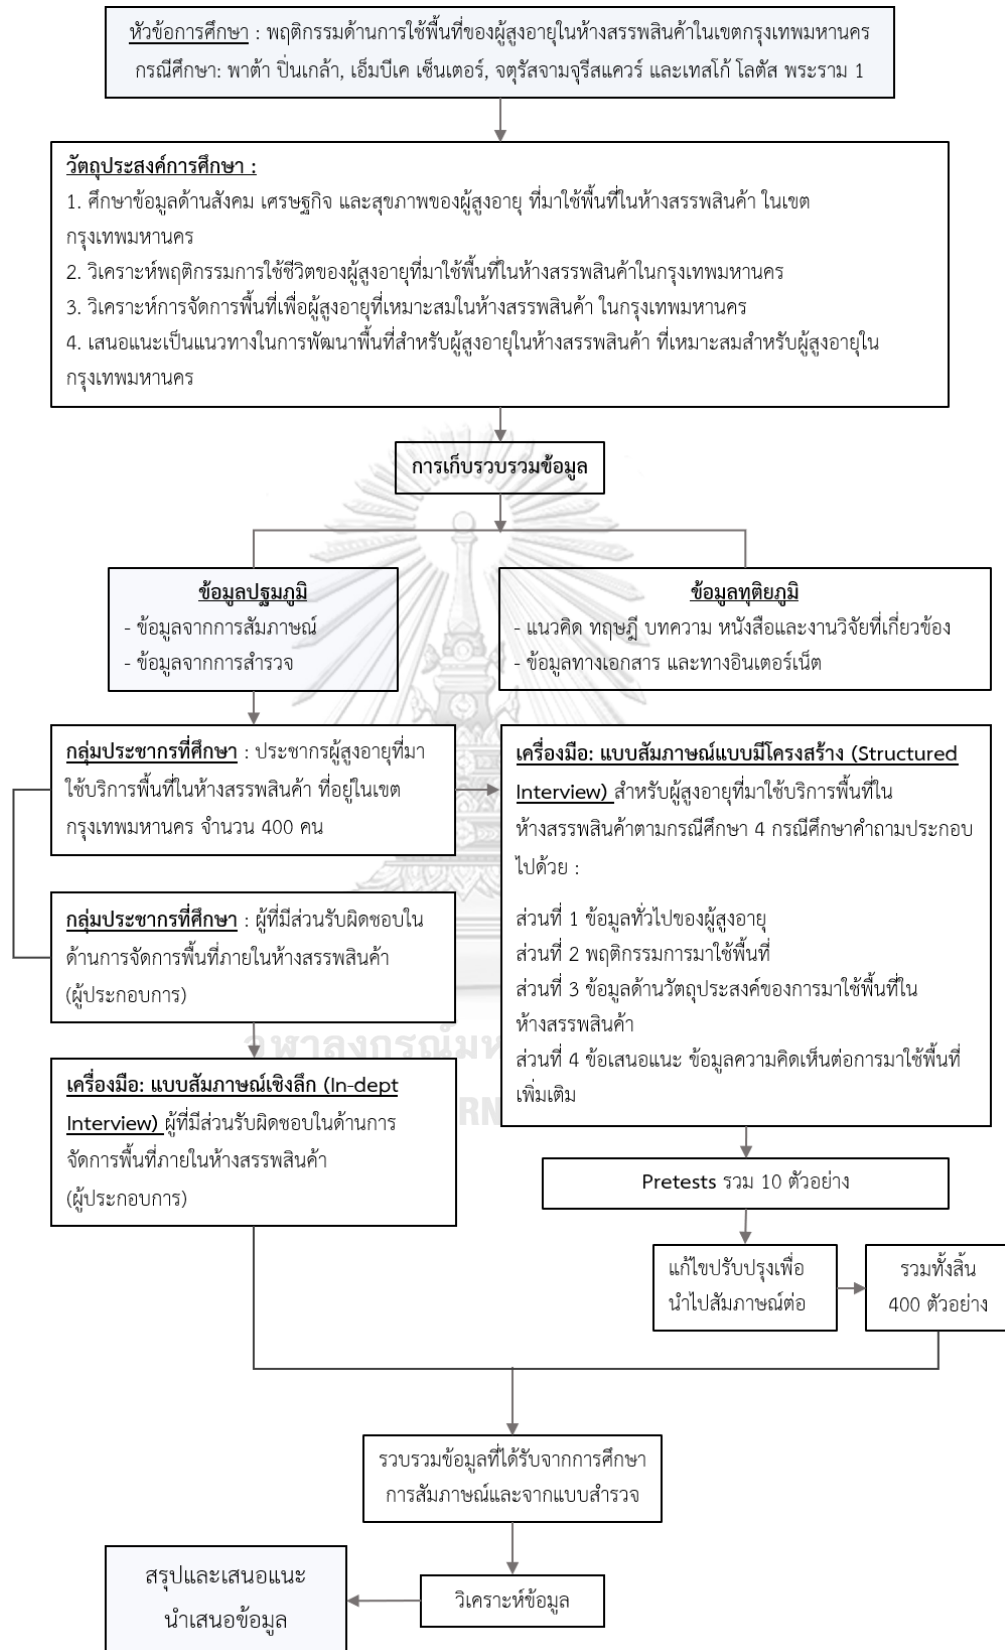 หัวข้อการศึกษา : พฤติกรรมด้านการใช้พื้นที่ของผู้สูงอายุในห้างสรรพสินค้าในเขตกรุงเทพมหานคร
กรณีศึกษา: พาต้า ปิ่นเกล้า, เอ็มบีเค เซ็นเตอร์, จตุรัสจามจุรีสแควร์ และเทสโก้ โลตัส พระราม 1
วัตถุประสงค์การศึกษา :
1. ศึกษาข้อมูลด้านสังคม เศรษฐกิจ และสุขภาพของผู้สูงอายุ ที่มาใช้พื้นที่ในห้างสรรพสินค้า ในเขต
กรุงเทพมหานคร
2. วิเคราะห์พฤติกรรมการใช้ชีวิตของผู้สูงอายุที่มาใช้พื้นที่ในห้างสรรพสินค้าในกรุงเทพมหานคร
3. วิเคราะห์การจัดการพื้นที่เพื่อผู้สูงอายุที่เหมาะสมในห้างสรรพสินค้า ในกรุงเทพมหานคร
4. เสนอแนะเป็นแนวทางในการพัฒนาพื้นที่สำหรับผู้สูงอายุในห้างสรรพสินค้า ที่เหมาะสมสำหรับผู้สูงอายุใน
กรุงเทพมหานคร
การเก็บรวบรวมข้อมูล
ข้อมูลปฐมภูมิ
- ข้อมูลจากการสัมภาษณ์
- ข้อมูลจากการสำรวจ
ข้อมูลทุติยภูมิ
- แนวคิด ทฤษฎี บทความ หนังสือและงานวิจัยที่เกี่ยวข้อง
- ข้อมูลทางเอกสาร และทางอินเตอร์เน็ต
กลุ่มประชากรที่ศึกษา : ประชากรผู้สูงอายุที่มา
ใช้บริการพื้นที่ในห้างสรรพสินค้า ที่อยู่ในเขต
กรุงเทพมหานคร จำนวน 400 คน
เครื่องมือ: แบบสัมภาษณ์แบบมีโครงสร้าง (Structured
Interview) สำหรับผู้สูงอายุที่มาใช้บริการพื้นที่ใน
ห้างสรรพสินค้าตามกรณีศึกษา 4 กรณีศึกษาคำถามประกอบ
ไปด้วย :
ส่วนที่ 1 ข้อมูลทั่วไปของผู้สูงอายุ
ส่วนที่ 2 พฤติกรรมการมาใช้พื้นที่
ส่วนที่ 3 ข้อมูลด้านวัตถุประสงค์ของการมาใช้พื้นที่ใน
ห้างสรรพสินค้า
ส่วนที่ 4 ข้อเสนอแนะ ข้อมูลความคิดเห็นต่อการมาใช้พื้นที่
เพิ่มเติม
กลุ่มประชากรที่ศึกษา : ผู้ที่มีส่วนรับผิดชอบใน
ด้านการจัดการพื้นที่ภายในห้างสรรพสินค้า
(ผู้ประกอบการ)
เครื่องมือ: แบบสัมภาษณ์เชิงลึก (In-dept
Interview) ผู้ที่มีส่วนรับผิดชอบในด้านการ
จัดการพื้นที่ภายในห้างสรรพสินค้า
(ผู้ประกอบการ)
Pretests รวม 10 ตัวอย่าง
แก้ไขปรับปรุงเพื่อ
นำไปสัมภาษณ์ต่อ
รวมทั้งสิ้น
400 ตัวอย่าง
รวบรวมข้อมูลที่ได้รับจากการศึกษา
การสัมภาษณ์และจากแบบสำรวจ
วิเคราะห์ข้อมูล
สรุปและเสนอแนะ
นำเสนอข้อมูล